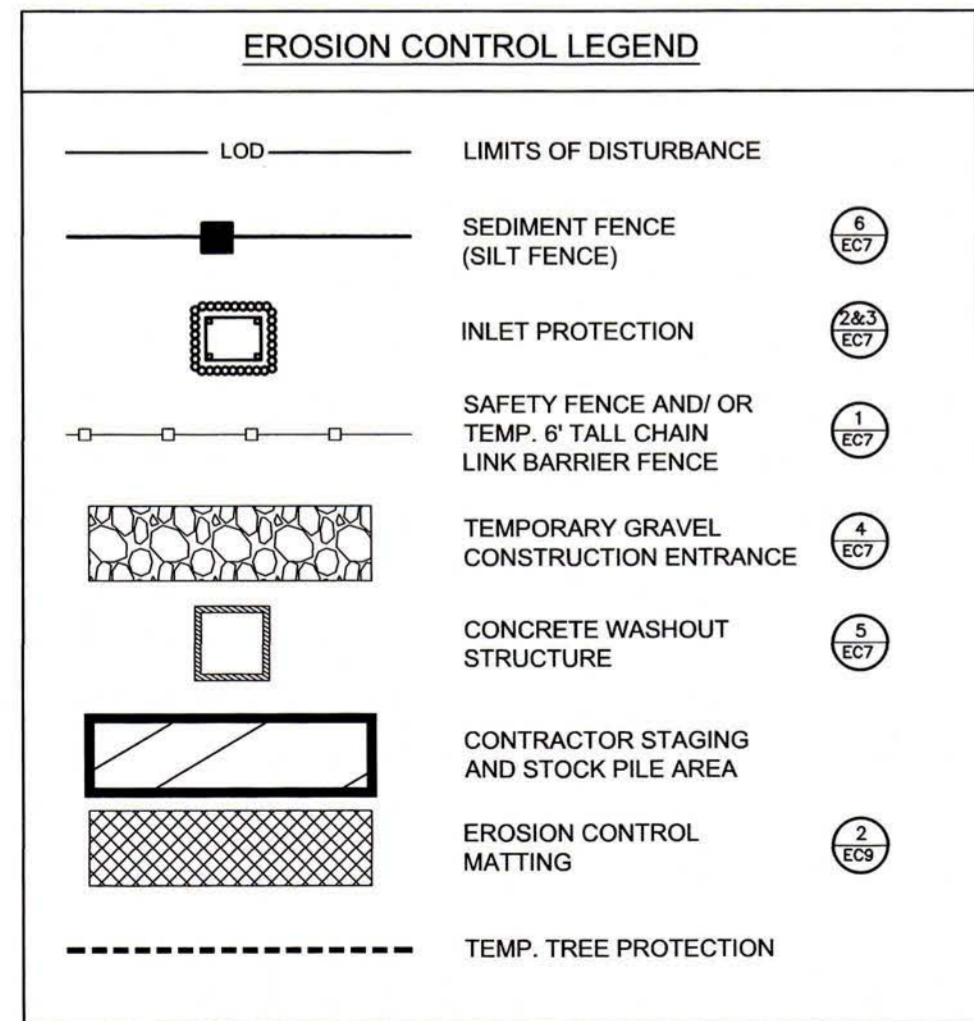 EROSION CONTROL LEGEND
LOD
LIMITS OF DISTURBANCE
SEDIMENT FENCE
(SILT FENCE)
6
EC7
INLET PROTECTION
2&3
EC7
SAFETY FENCE AND/ OR
TEMP. 6' TALL CHAIN
LINK BARRIER FENCE
1
EC7
TEMPORARY GRAVEL
CONSTRUCTION ENTRANCE
4
EC7
CONCRETE WASHOUT
STRUCTURE
5
EC7
CONTRACTOR STAGING
AND STOCK PILE AREA
EROSION CONTROL
MATTING
2
EC9
TEMP. TREE PROTECTION